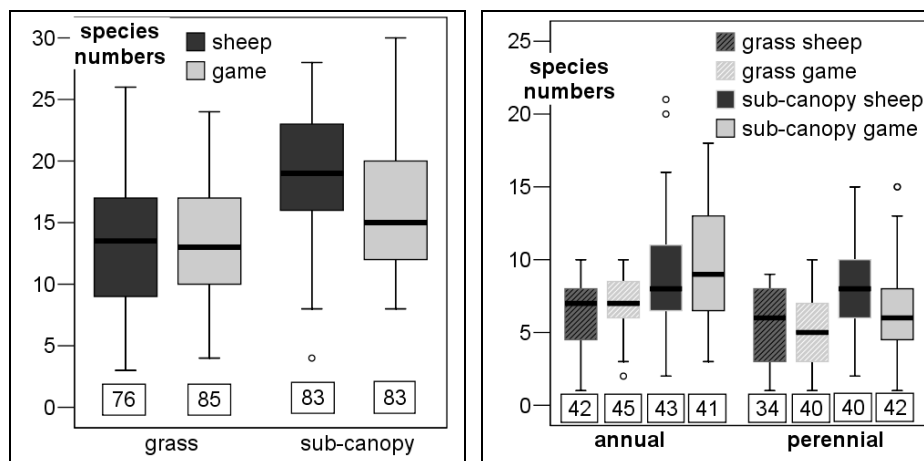 species
numbers
sheep
game
30
25
20
15
10
5
0
76 85 83 83
grass sub-canopy
25
20
15
10
5
0
species
numbers
grass sheep
grass game
sub-canopy sheep
sub-canopy game
42 45 43 41 34 40 40 42
annual perennial